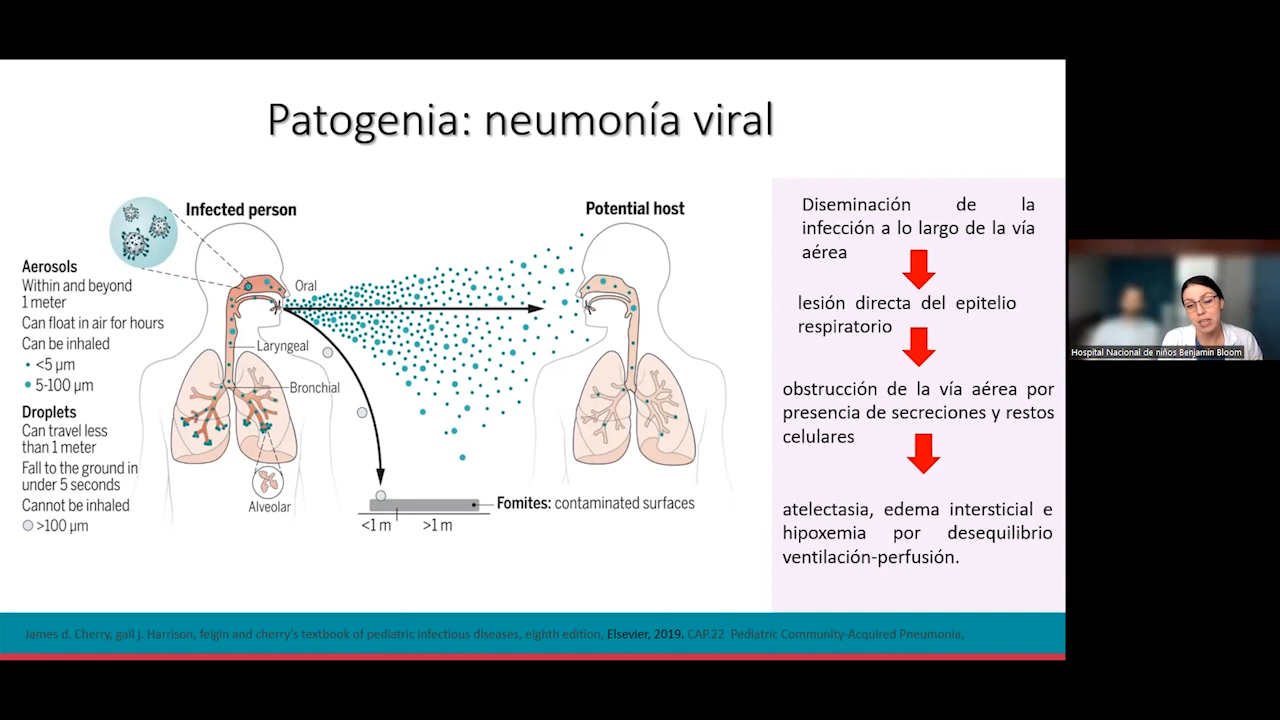 Patogenia: neumonía viral
Infected person
Potential host
Aerosols
Within and beyond
1 meter
Can float in air for hours
Can be inhaled
<5 µm
5-100 µm
Droplets
Can travel less
than 1 meter
Fall to the ground in
under 5 seconds
Cannot be inhaled
>100 µm
Oral
Laryngeal
Bronchial
Alveolar
Fomites: contaminated surfaces
<1 m
>1 m
Diseminación de la
infección a lo largo de la vía
aérea
lesión directa del epitelio
respiratorio
obstrucción de la vía aérea por
presencia de secreciones y restos
celulares
atelectasia, edema intersticial e
hipoxemia por desequilibrio
ventilación-perfusión.
James d. Cherry, gail j. Harrison, feigin and cherry's textbook of pediatric infectious diseases, eighth edition, Elsevier, 2019. CAP.22 Pediatric Community-Acquired Pneumonia,
Hospital Nacional de niños Benjamin Bloom